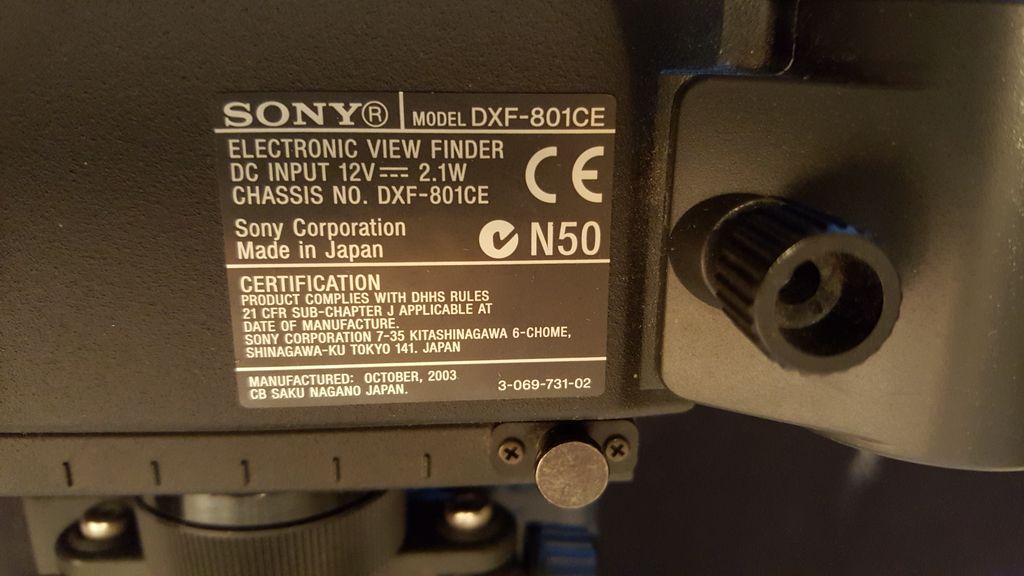 SONY® MODEL DXF-801CE
ELECTRONIC VIEW FINDER
DC INPUT 12V⎓ 2.1W
CHASSIS NO. DXF-801CE
CE
Sony Corporation
Made in Japan
N50
CERTIFICATION
PRODUCT COMPLIES WITH DHHS RULES
21 CFR SUB-CHAPTER J APPLICABLE AT
DATE OF MANUFACTURE.
SONY CORPORATION 7-35 KITASHINAGAWA 6-CHOME,
SHINAGAWA-KU TOKYO 141. JAPAN
MANUFACTURED: OCTOBER, 2003
CB SAKU NAGANO JAPAN.
3-069-731-02